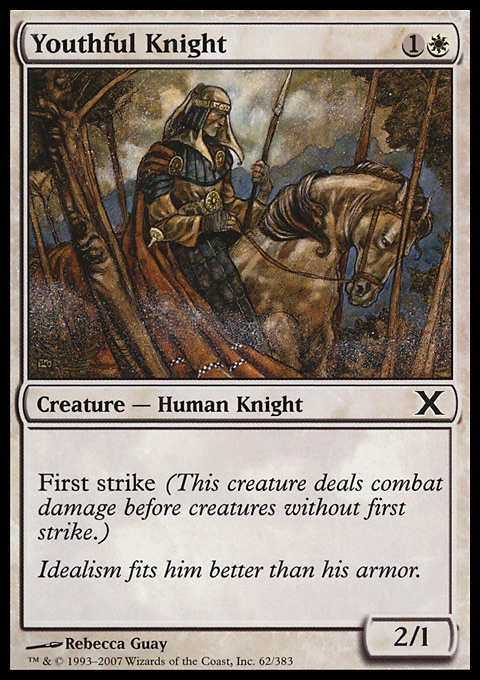 Youthful Knight 1
Creature — Human Knight X
First strike (This creature deals combat
damage before creatures without first
strike.)
Idealism fits him better than his armor.
Rebecca Guay
2/1
™ & © 1993–2007 Wizards of the Coast, Inc. 62/383